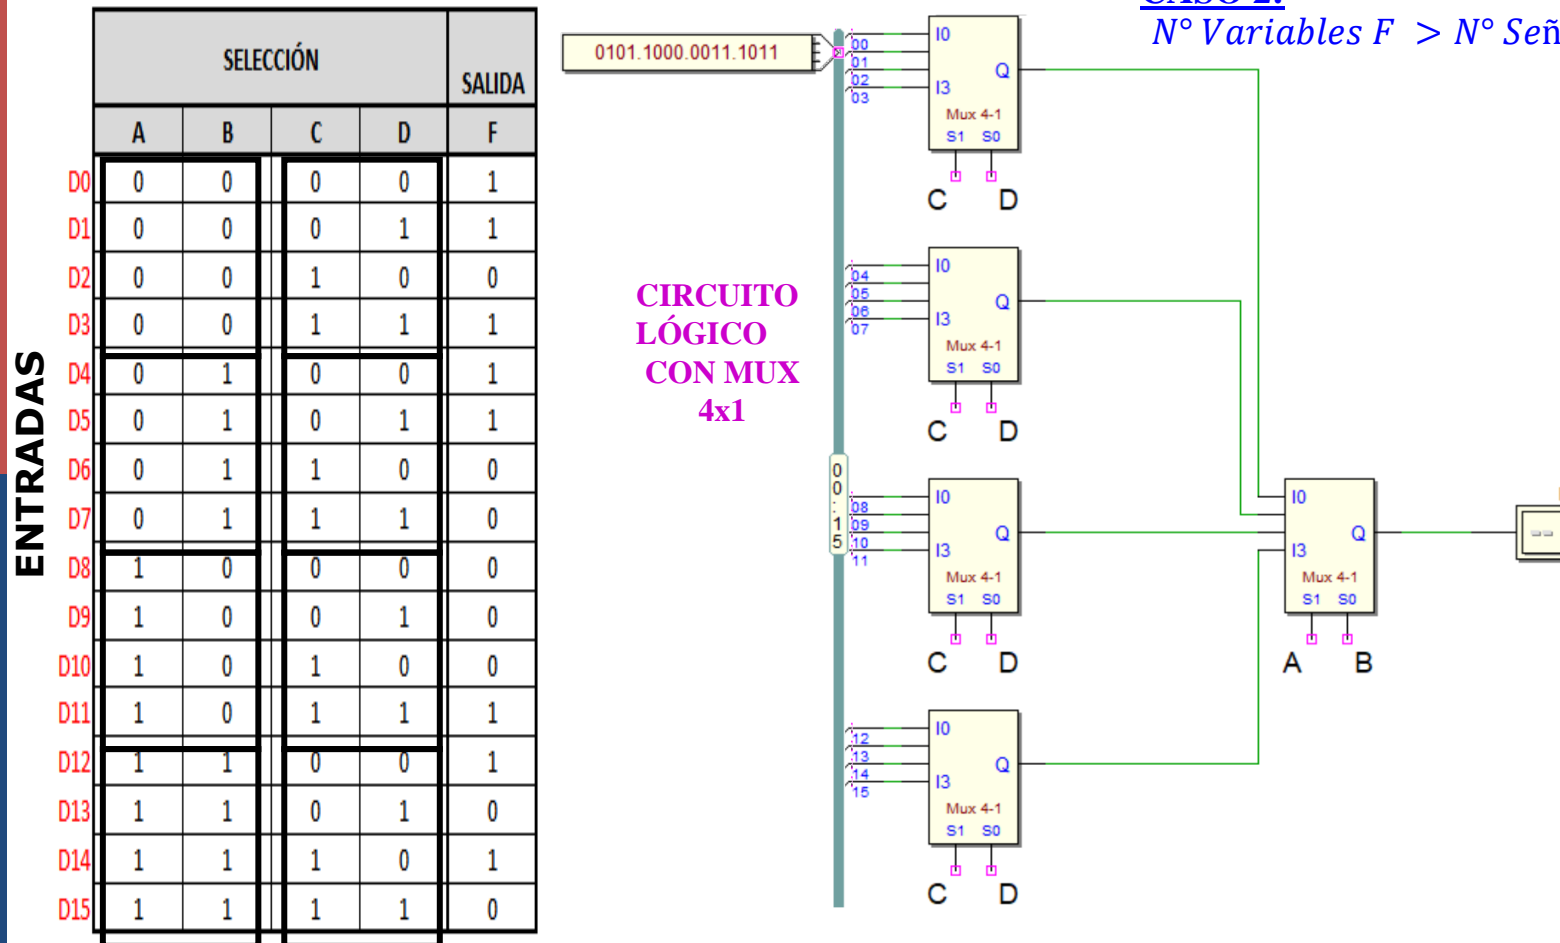 CASO 2:
N° Variables F > N° Señ
ENTRADAS
SELECCIÓN SALIDA
A B C D F
D0 0 0 0 0 1
D1 0 0 0 1 1
D2 0 0 1 0 0
D3 0 0 1 1 1
D4 0 1 0 0 1
D5 0 1 0 1 1
D6 0 1 1 0 0
D7 0 1 1 1 0
D8 1 0 0 0 0
D9 1 0 0 1 0
D10 1 0 1 0 0
D11 1 0 1 1 1
D12 1 1 0 0 1
D13 1 1 0 1 0
D14 1 1 1 0 1
D15 1 1 1 1 0
CIRCUITO
LÓGICO
CON MUX
4x1
0101.1000.0011.1011
00..15
00
01
02
03
I0
Q
I3
Mux 4-1
S1 S0
C D
04
05
06
07
I0
Q
I3
Mux 4-1
S1 S0
C D
08
09
10
11
I0
Q
I3
Mux 4-1
S1 S0
C D
12
13
14
15
I0
Q
I3
Mux 4-1
S1 S0
C D
I0
Q
I3
Mux 4-1
S1 S0
A B
--